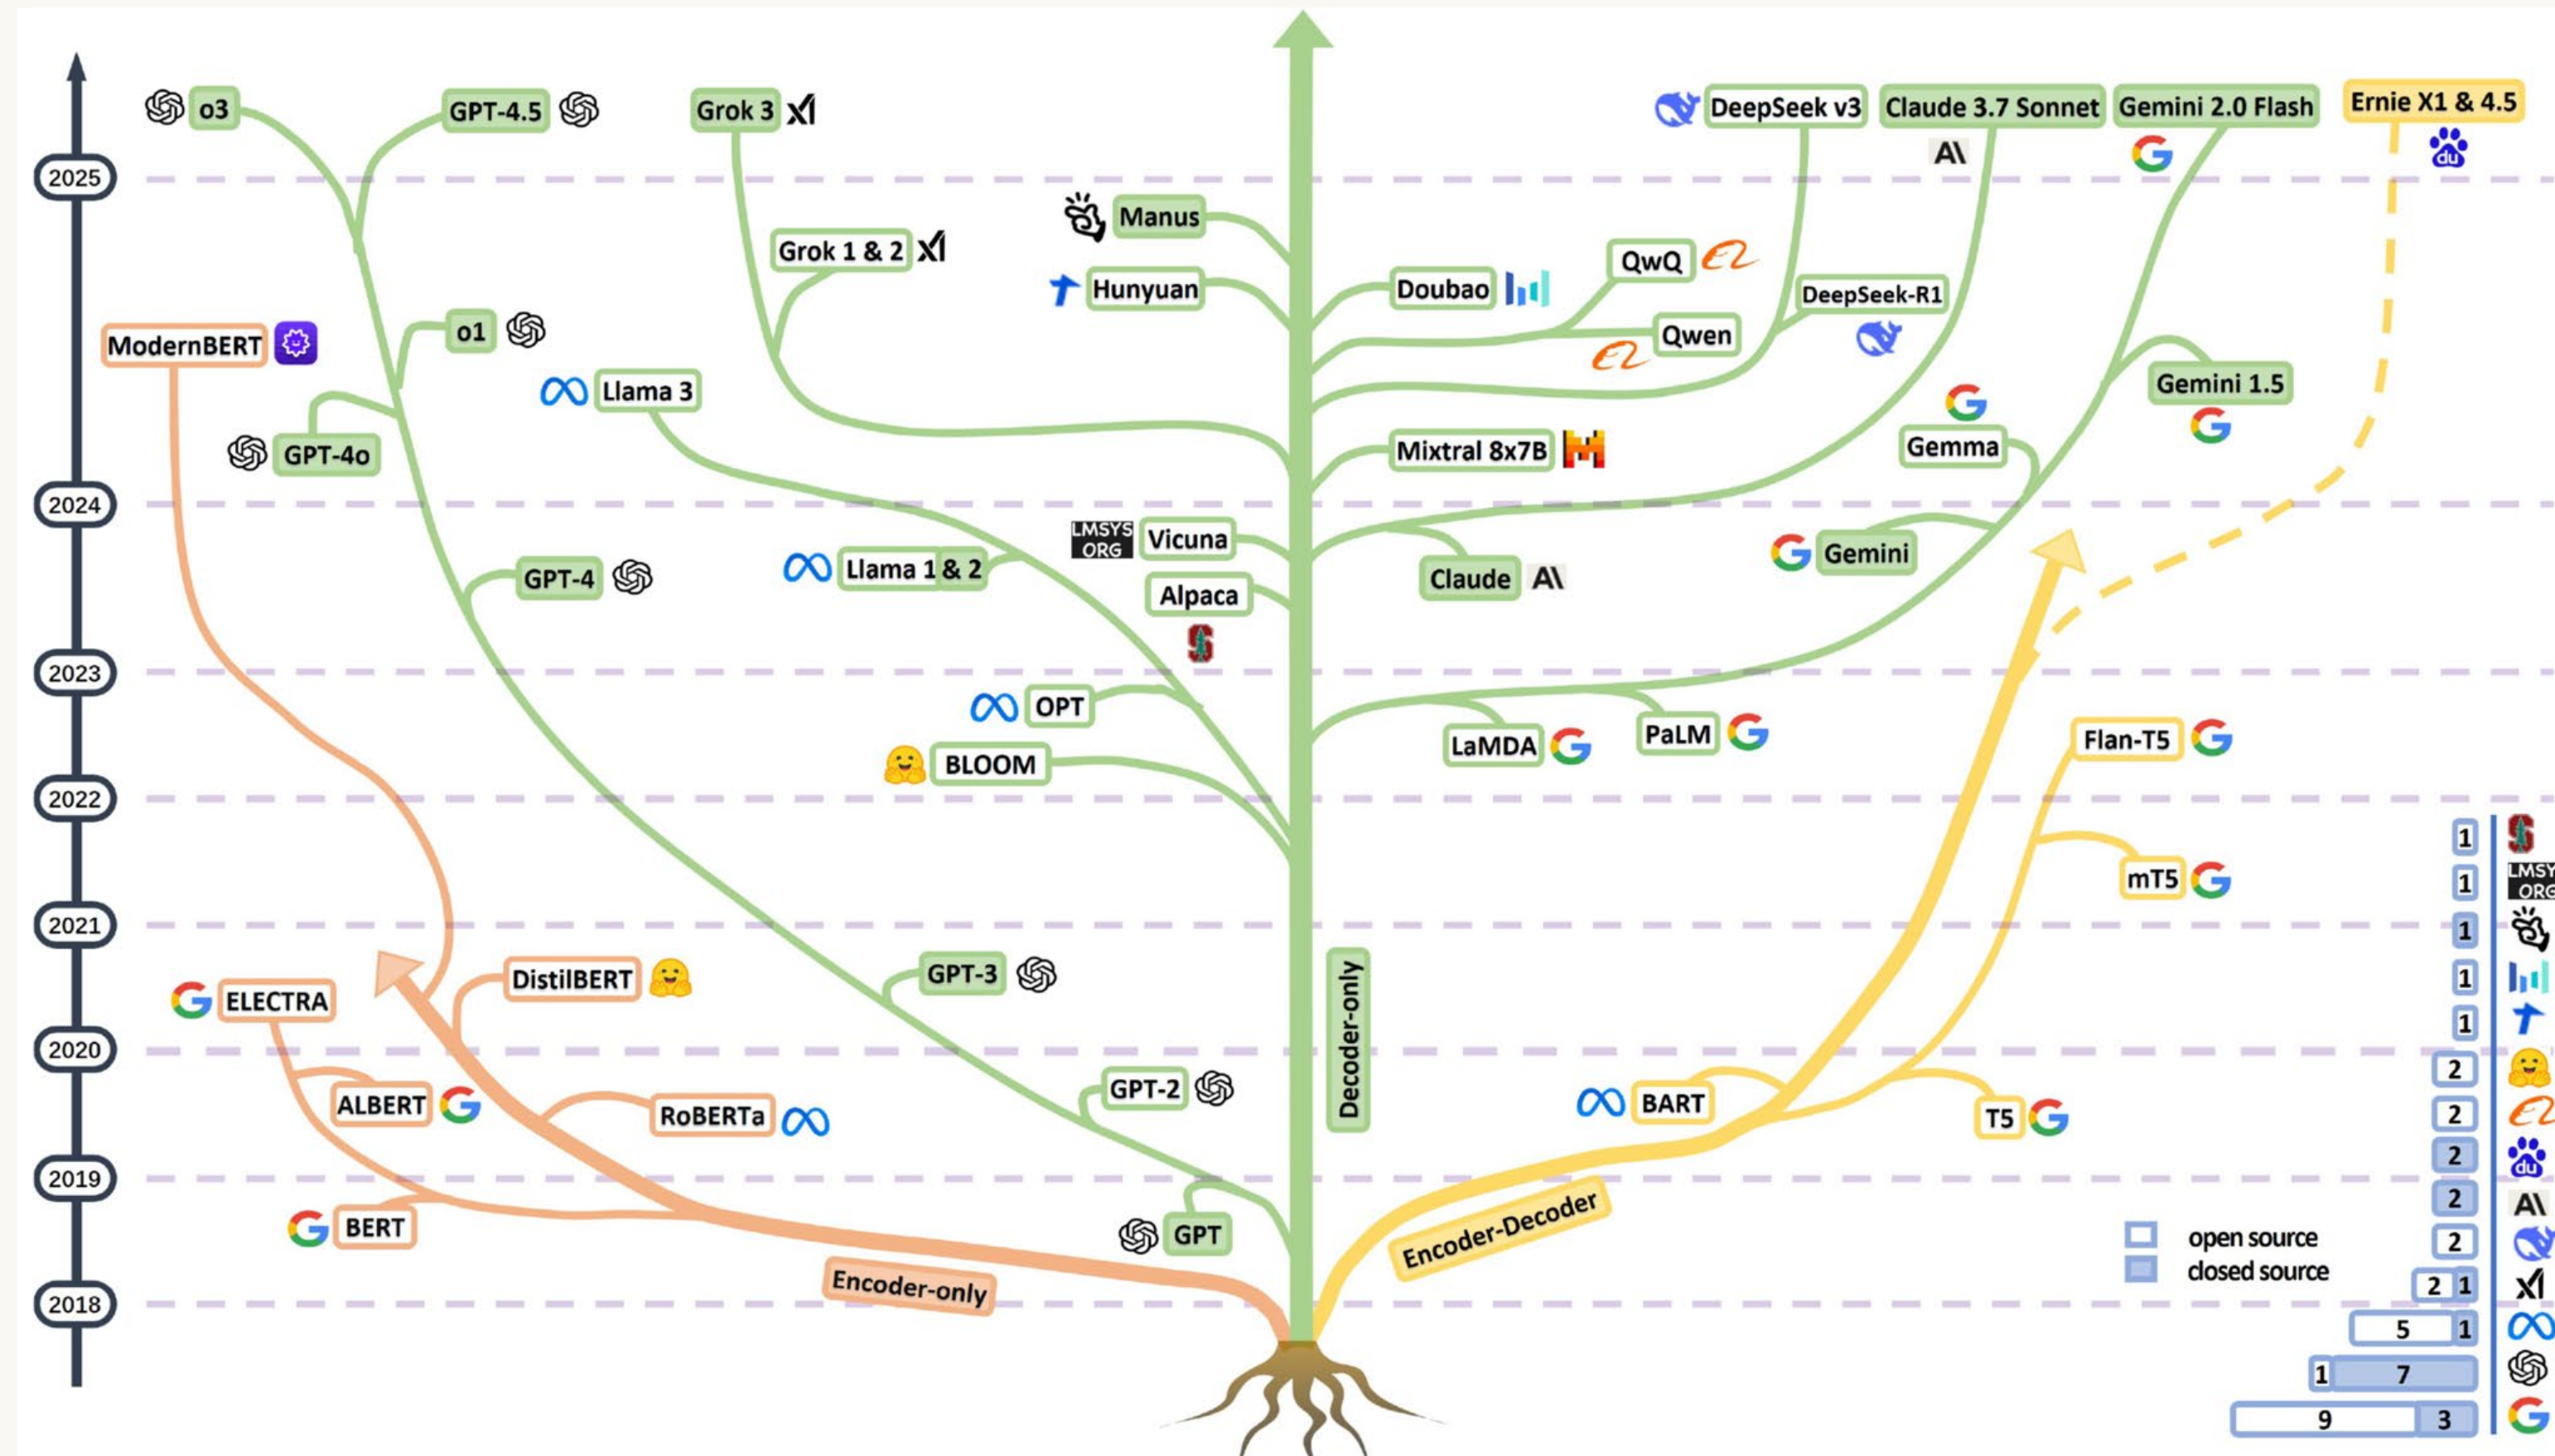 o3
GPT-4.5
Grok 3
DeepSeek v3
Claude 3.7 Sonnet
Gemini 2.0 Flash
Ernie X1 & 4.5
A\
du
2025
Manus
Grok 1 & 2
QwQ
Hunyuan
Doubao
DeepSeek-R1
o1
Qwen
ModernBERT
Llama 3
Gemini 1.5
GPT-4o
Mixtral 8x7B
Gemma
2024
LMSYS
ORG
Vicuna
Llama 1 & 2
GPT-4
Claude
A\
Gemini
Alpaca
2023
OPT
LaMDA
PaLM
Flan-T5
BLOOM
2022
1
mT5
1
LMSY
ORG
2021
1
DistilBERT
GPT-3
1
ELECTRA
Decoder-only
1
2020
2
GPT-2
BART
ALBERT
RoBERTa
T5
2
2
du
2019
2
A\
BERT
GPT
Encoder-Decoder
open source
2
closed source
Encoder-only
2 1
2018
5 1
1 7
9 3